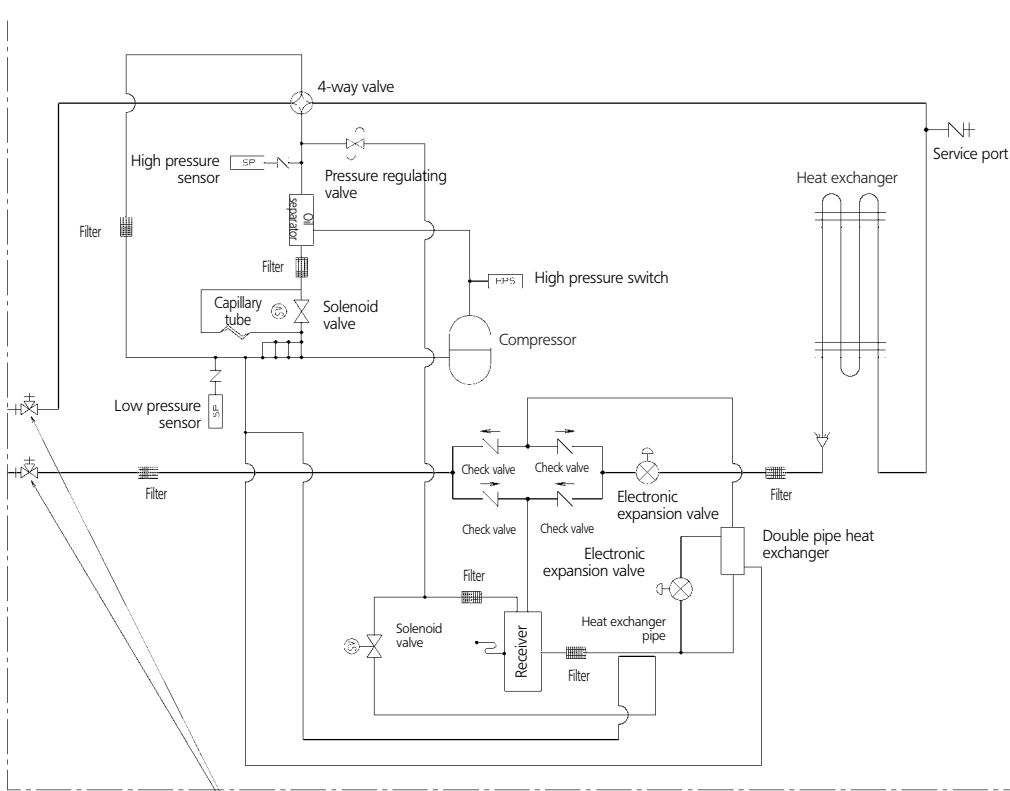 4-way valve
High pressure
sensor
SP
Pressure regulating
valve
Service port
Heat exchanger
Oil
separator
Filter
Filter
HPS
High pressure switch
Capillary
tube
SV
Solenoid
valve
Compressor
Low pressure
sensor
SP
Check valve
Check valve
Filter
Filter
Electronic
expansion valve
Check valve
Check valve
Double pipe heat
exchanger
Electronic
expansion valve
Filter
Heat exchanger
pipe
Solenoid
valve
SV
Receiver
Filter